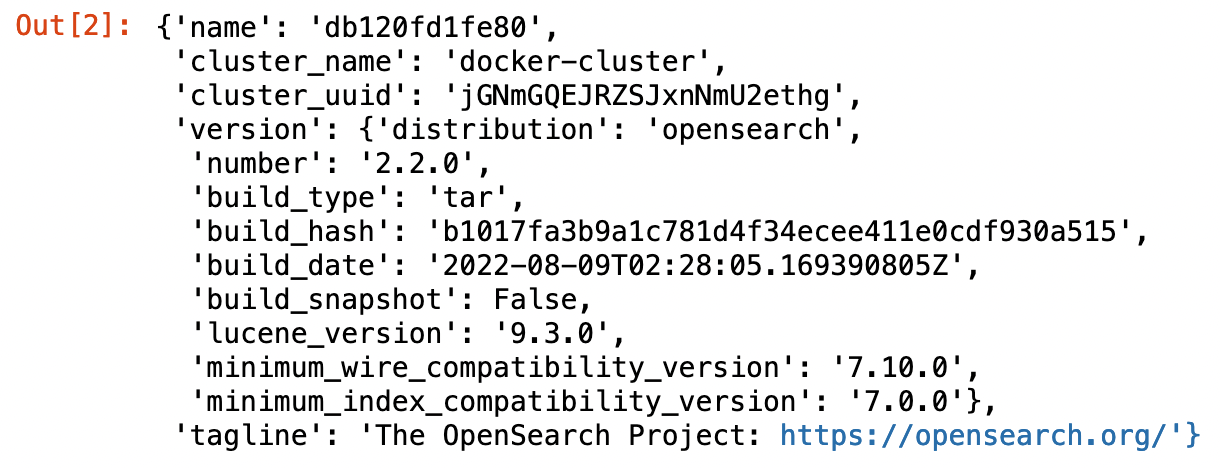 Out[2]: {'name': 'db120fd1fe80',
'cluster_name': 'docker-cluster',
'cluster_uuid': 'jGNmGQEJRZSJxnNmU2ethg',
'version': {'distribution': 'opensearch',
'number': '2.2.0',
'build_type': 'tar',
'build_hash': 'b1017fa3b9a1c781d4f34ecee411e0cdf930a515',
'build_date': '2022-08-09T02:28:05.169390805Z',
'build_snapshot': False,
'lucene_version': '9.3.0',
'minimum_wire_compatibility_version': '7.10.0',
'minimum_index_compatibility_version': '7.0.0'},
'tagline': 'The OpenSearch Project: https://opensearch.org/'}